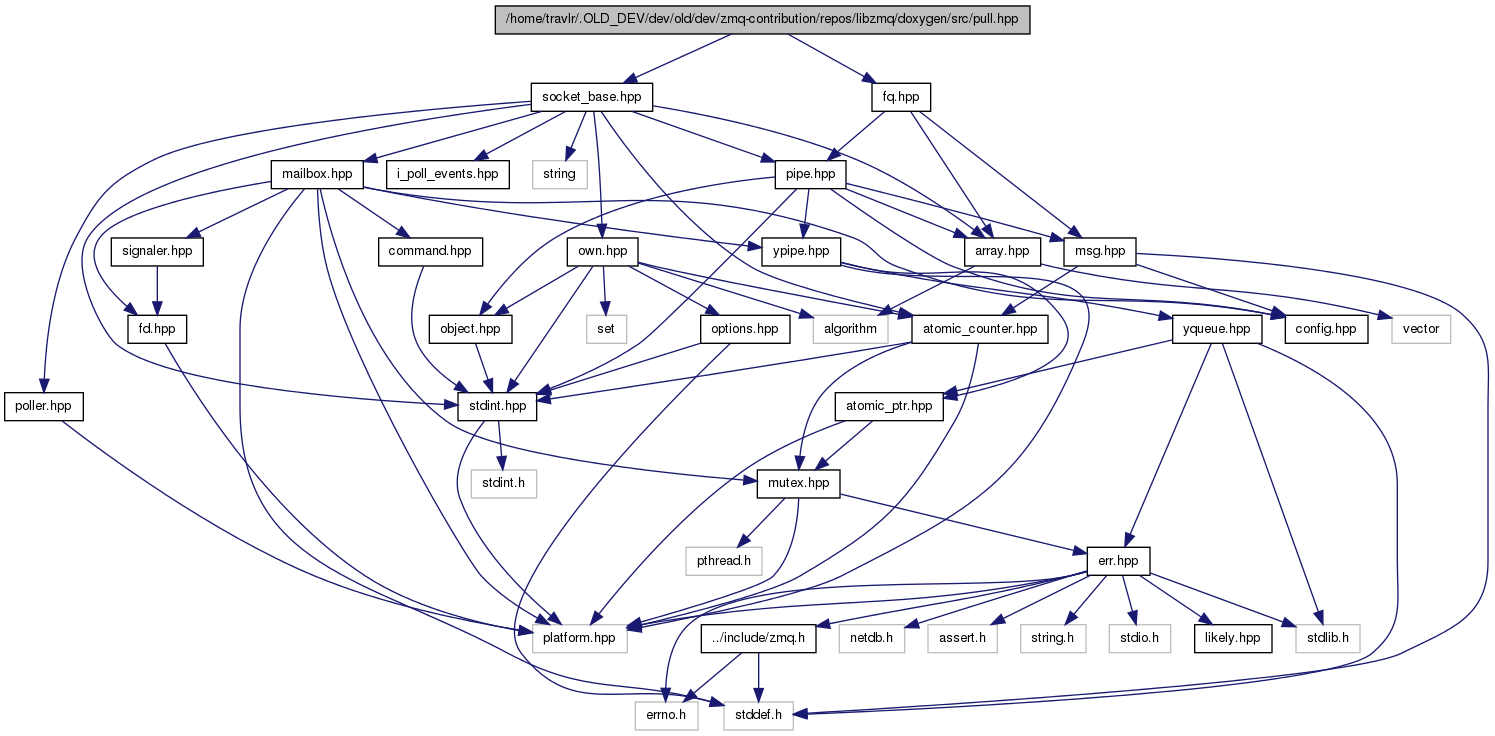 /home/travlr/.OLD_DEV/dev/old/dev/zmq-contribution/repos/libzmq/doxygen/src/pull.hpp
socket_base.hpp
fq.hpp
mailbox.hpp
i_poll_events.hpp
string
pipe.hpp
signaler.hpp
command.hpp
own.hpp
ypipe.hpp
array.hpp
msg.hpp
fd.hpp
object.hpp
set
options.hpp
algorithm
atomic_counter.hpp
yqueue.hpp
config.hpp
vector
poller.hpp
stdint.hpp
atomic_ptr.hpp
stdint.h
mutex.hpp
pthread.h
err.hpp
platform.hpp
../include/zmq.h
netdb.h
assert.h
string.h
stdio.h
likely.hpp
stdlib.h
errno.h
stddef.h